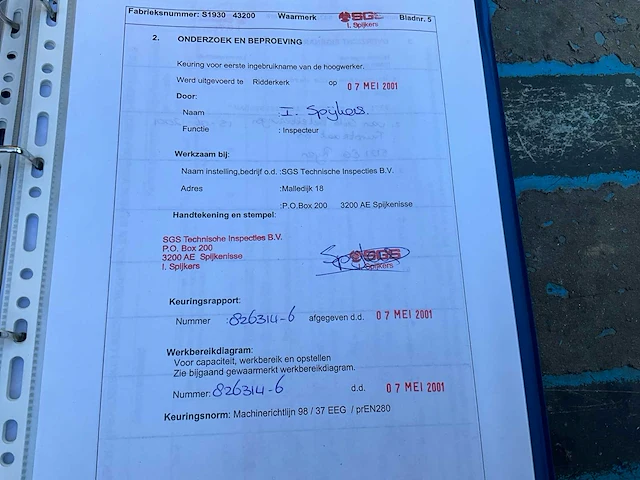 Fabrieksnummer: S1930 43200 Waarmerk SGS Bladnr. 5
I. Spijkers
2. ONDERZOEK EN BEPROEVING
Keuring voor eerste ingebruikname van de hoogwerker.
Werd uitgevoerd te Ridderkerk op 07 MEI 2001
Door:
Naam : I. Spijkers.
Functie : Inspecteur
Werkzaam bij:
Naam instelling,bedrijf o.d. :SGS Technische Inspecties B.V.
Adres :Malledijk 18
:P.O.Box 200 3200 AE Spijkenisse
Handtekening en stempel:
SGS Technische Inspecties B.V.
P.O. Box 200
3200 AE Spijkenisse
I. Spijkers
Spijkers SGS
I. Spijkers
Keuringsrapport:
Nummer :826314-6 afgegeven d.d. 07 MEI 2001
Werkbereikdiagram:
Voor capaciteit, werkbereik en opstellen
Zie bijgaand gewaarmerkt werkbereikdiagram.
Nummer: 826314-6 d.d. 07 MEI 2001
Keuringsnorm: Machinerichtlijn 98 / 37 EEG / prEN280